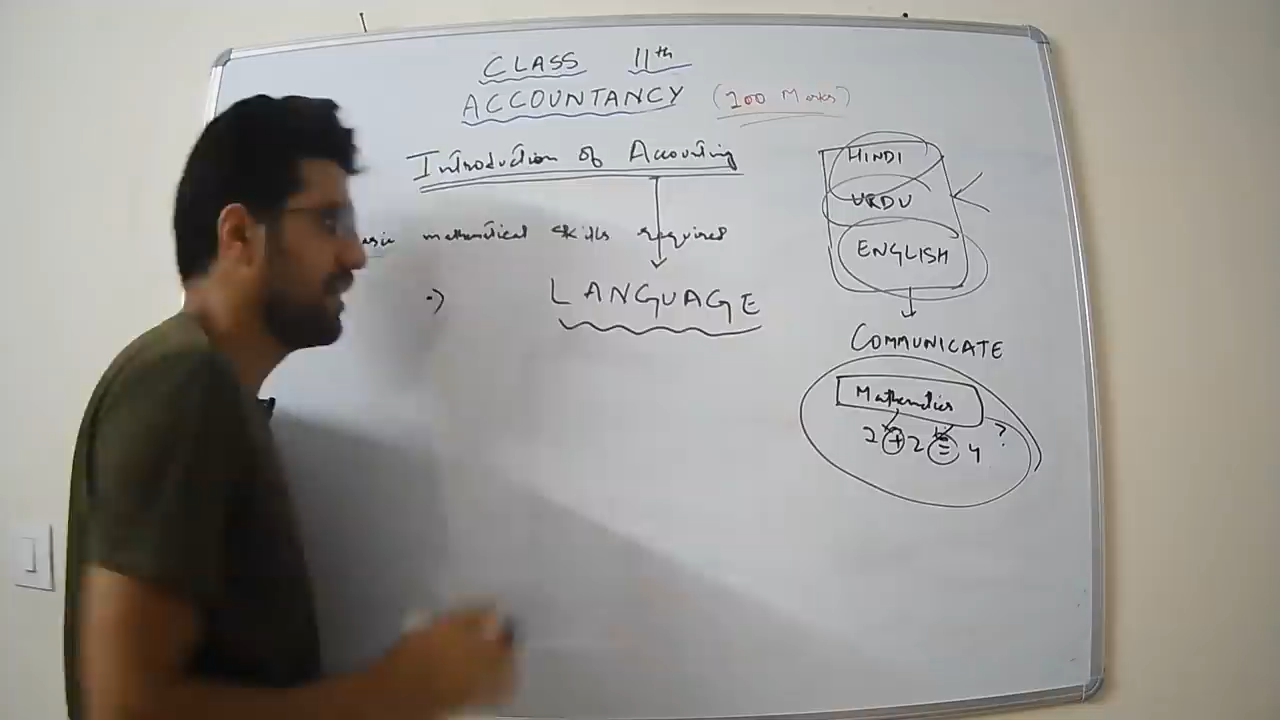 CLASS 11th
ACCOUNTANCY (100 Marks)
Introduction of Accounting
mathematical skills required
LANGUAGE
HINDI
URDU
ENGLISH
COMMUNICATE
Mathematics
2 + 2 = 4 ?